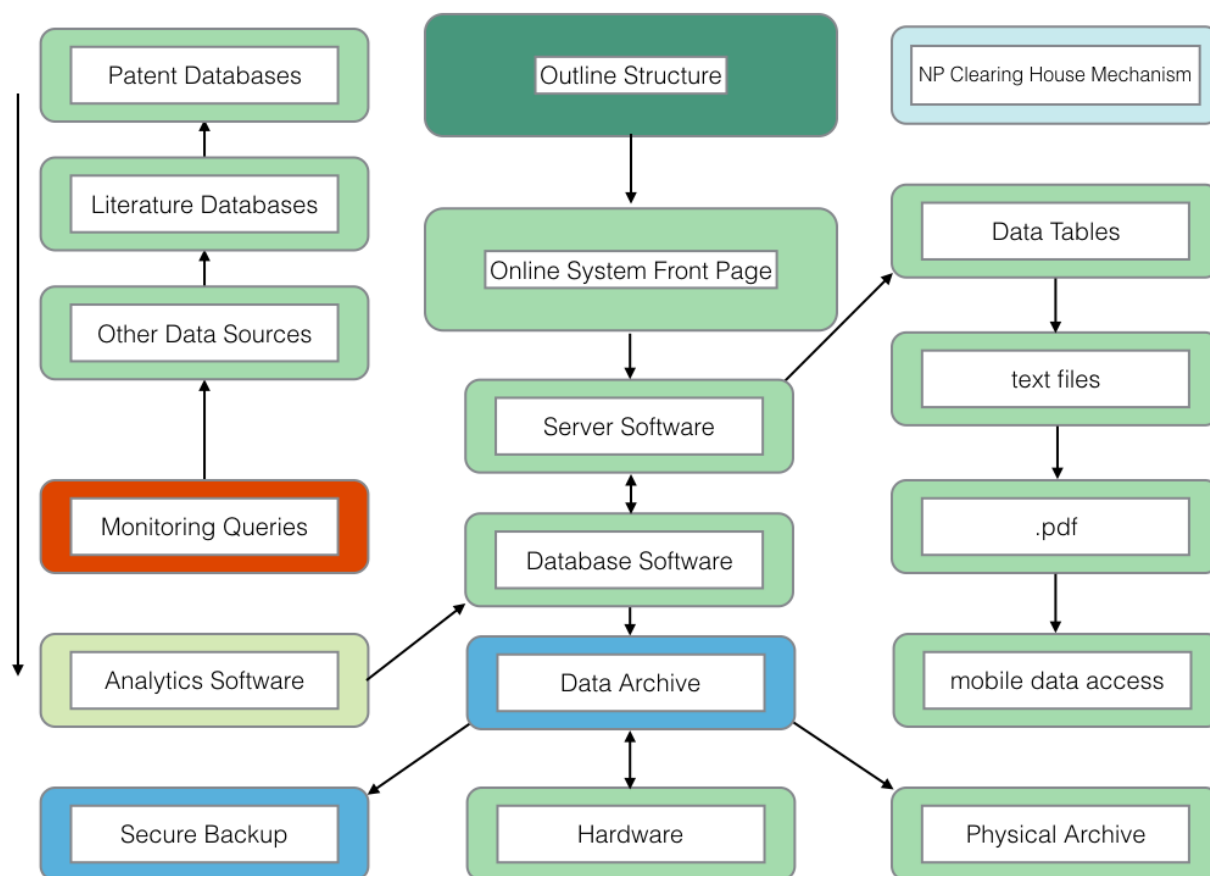 Patent Databases
Outline Structure
NP Clearing House Mechanism
Literature Databases
Data Tables
Online System Front Page
Other Data Sources
text files
Server Software
Monitoring Queries
.pdf
Database Software
Analytics Software
Data Archive
mobile data access
Secure Backup
Hardware
Physical Archive